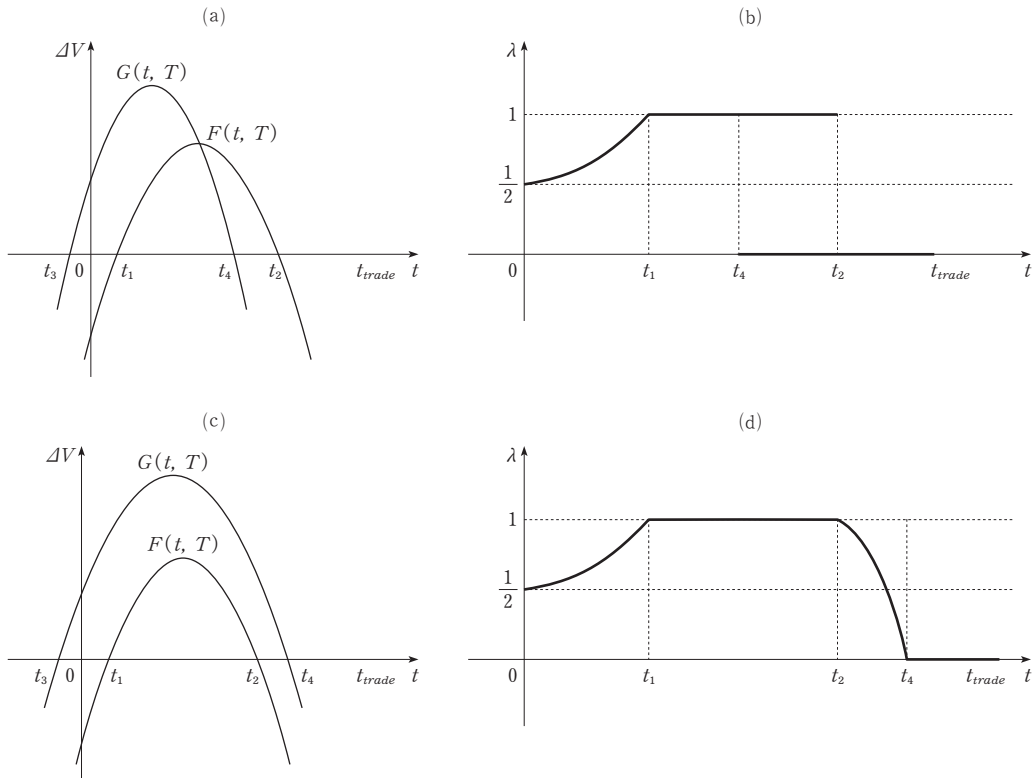 (a)
ΔV
G(t, T)
F(t, T)
t₃ 0 t₁ t₄ t₂ t_trade t
(b)
λ
1
1/2
0 t₁ t₄ t₂ t_trade t
(c)
ΔV
G(t, T)
F(t, T)
t₃ 0 t₁ t₂ t₄ t_trade t
(d)
λ
1
1/2
0 t₁ t₂ t₄ t_trade t